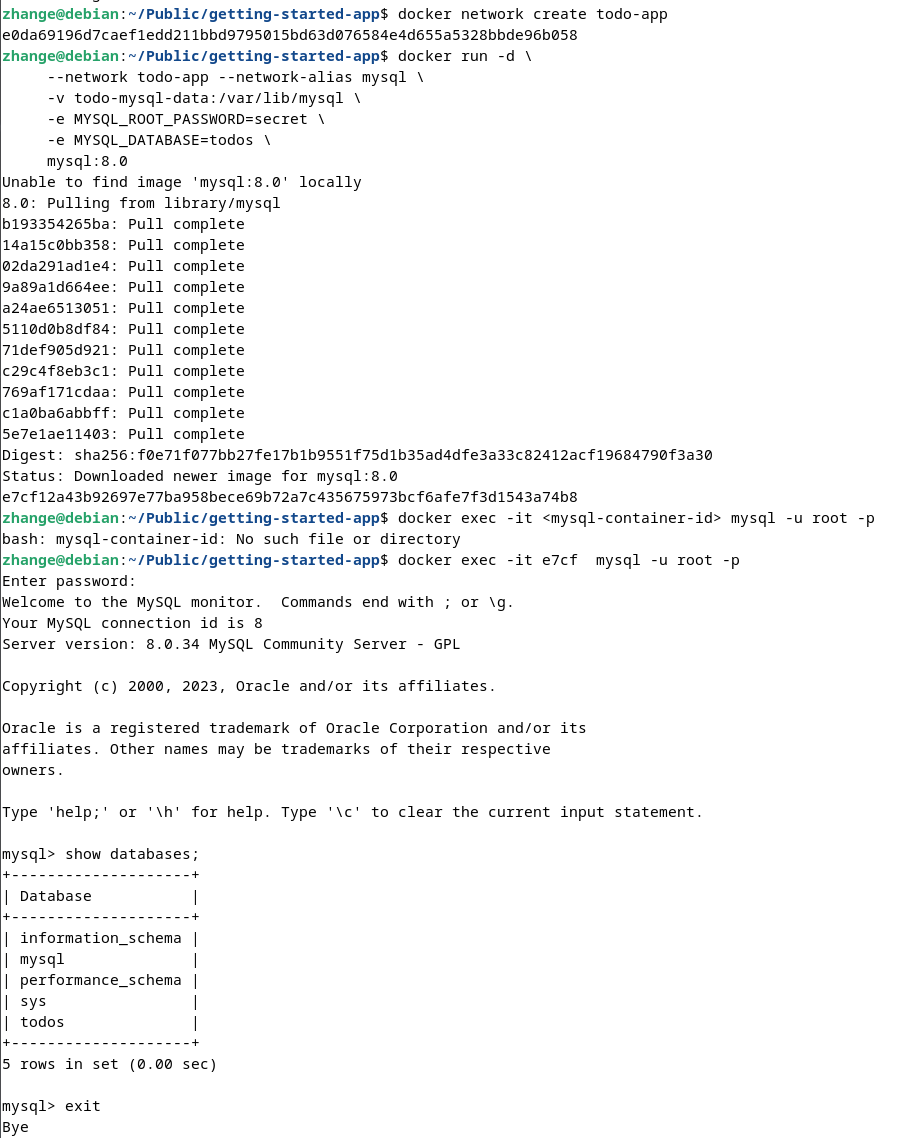 zhange@debian:~/Public/getting-started-app$ docker network create todo-app
e0da69196d7caef1edd211bbd9795015bd63d076584e4d655a5328bbde96b058
zhange@debian:~/Public/getting-started-app$ docker run -d \
     --network todo-app --network-alias mysql \
     -v todo-mysql-data:/var/lib/mysql \
     -e MYSQL_ROOT_PASSWORD=secret \
     -e MYSQL_DATABASE=todos \
     mysql:8.0
Unable to find image 'mysql:8.0' locally
8.0: Pulling from library/mysql
b193354265ba: Pull complete
14a15c0bb358: Pull complete
02da291ad1e4: Pull complete
9a89a1d664ee: Pull complete
a24ae6513051: Pull complete
5110d0b8df84: Pull complete
71def905d921: Pull complete
c29c4f8eb3c1: Pull complete
769af171cdaa: Pull complete
c1a0ba6abbff: Pull complete
5e7e1ae11403: Pull complete
Digest: sha256:f0e71f077bb27fe17b1b9551f75d1b35ad4dfe3a33c82412acf19684790f3a30
Status: Downloaded newer image for mysql:8.0
e7cf12a43b92697e77ba958bece69b72a7c435675973bcf6afe7f3d1543a74b8
zhange@debian:~/Public/getting-started-app$ docker exec -it <mysql-container-id> mysql -u root -p
bash: mysql-container-id: No such file or directory
zhange@debian:~/Public/getting-started-app$ docker exec -it e7cf  mysql -u root -p
Enter password:
Welcome to the MySQL monitor.  Commands end with ; or \g.
Your MySQL connection id is 8
Server version: 8.0.34 MySQL Community Server - GPL

Copyright (c) 2000, 2023, Oracle and/or its affiliates.

Oracle is a registered trademark of Oracle Corporation and/or its
affiliates. Other names may be trademarks of their respective
owners.

Type 'help;' or '\h' for help. Type '\c' to clear the current input statement.

mysql> show databases;
+--------------------+
| Database           |
+--------------------+
| information_schema |
| mysql              |
| performance_schema |
| sys                |
| todos              |
+--------------------+
5 rows in set (0.00 sec)

mysql> exit
Bye